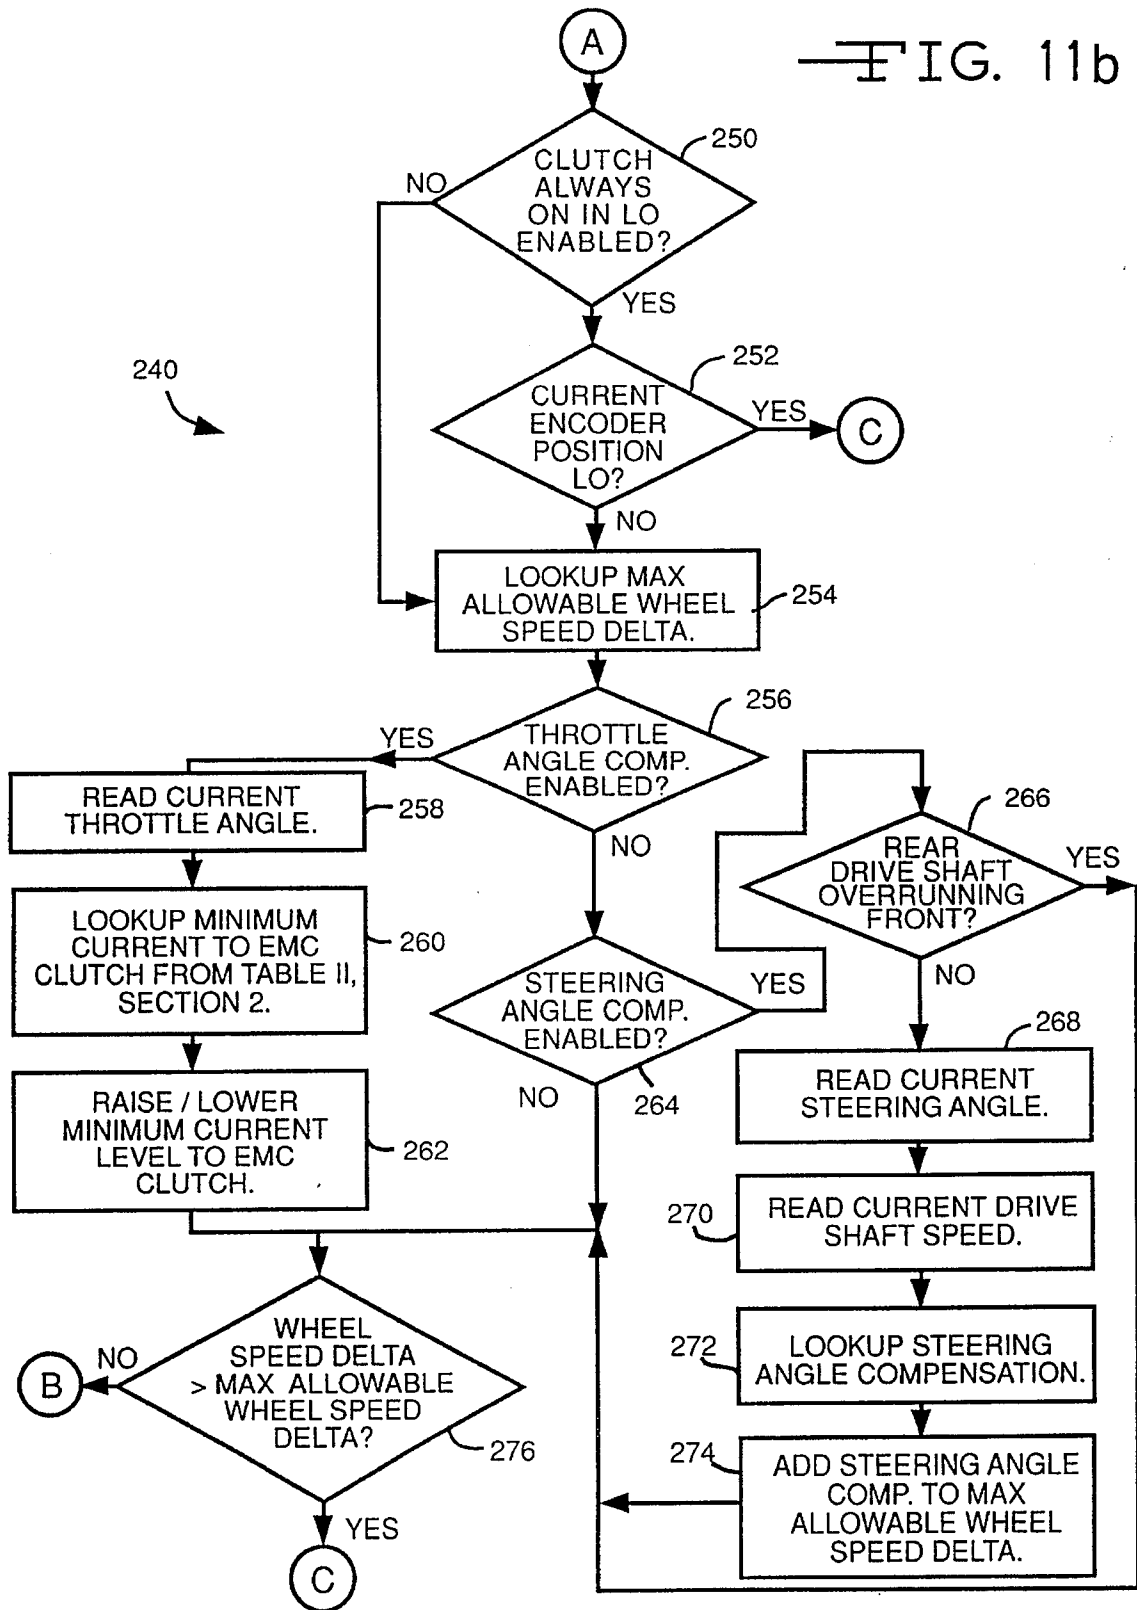 A
FIG. 11b
250
CLUTCH
ALWAYS
ON IN LO
ENABLED?
NO
YES
240
252
CURRENT
ENCODER
POSITION
LO?
YES
C
NO
LOOKUP MAX
ALLOWABLE WHEEL
SPEED DELTA.
254
256
THROTTLE
ANGLE COMP.
ENABLED?
YES
NO
READ CURRENT
THROTTLE ANGLE.
258
LOOKUP MINIMUM
CURRENT TO EMC
CLUTCH FROM TABLE II,
SECTION 2.
260
RAISE / LOWER
MINIMUM CURRENT
LEVEL TO EMC
CLUTCH.
262
STEERING
ANGLE COMP.
ENABLED?
YES
NO
264
266
REAR
DRIVE SHAFT
OVERRUNNING
FRONT?
YES
NO
268
READ CURRENT
STEERING ANGLE.
270
READ CURRENT DRIVE
SHAFT SPEED.
272
LOOKUP STEERING
ANGLE COMPENSATION.
274
ADD STEERING ANGLE
COMP. TO MAX
ALLOWABLE WHEEL
SPEED DELTA.
WHEEL
SPEED DELTA
> MAX ALLOWABLE
WHEEL SPEED
DELTA?
276
NO
B
YES
C